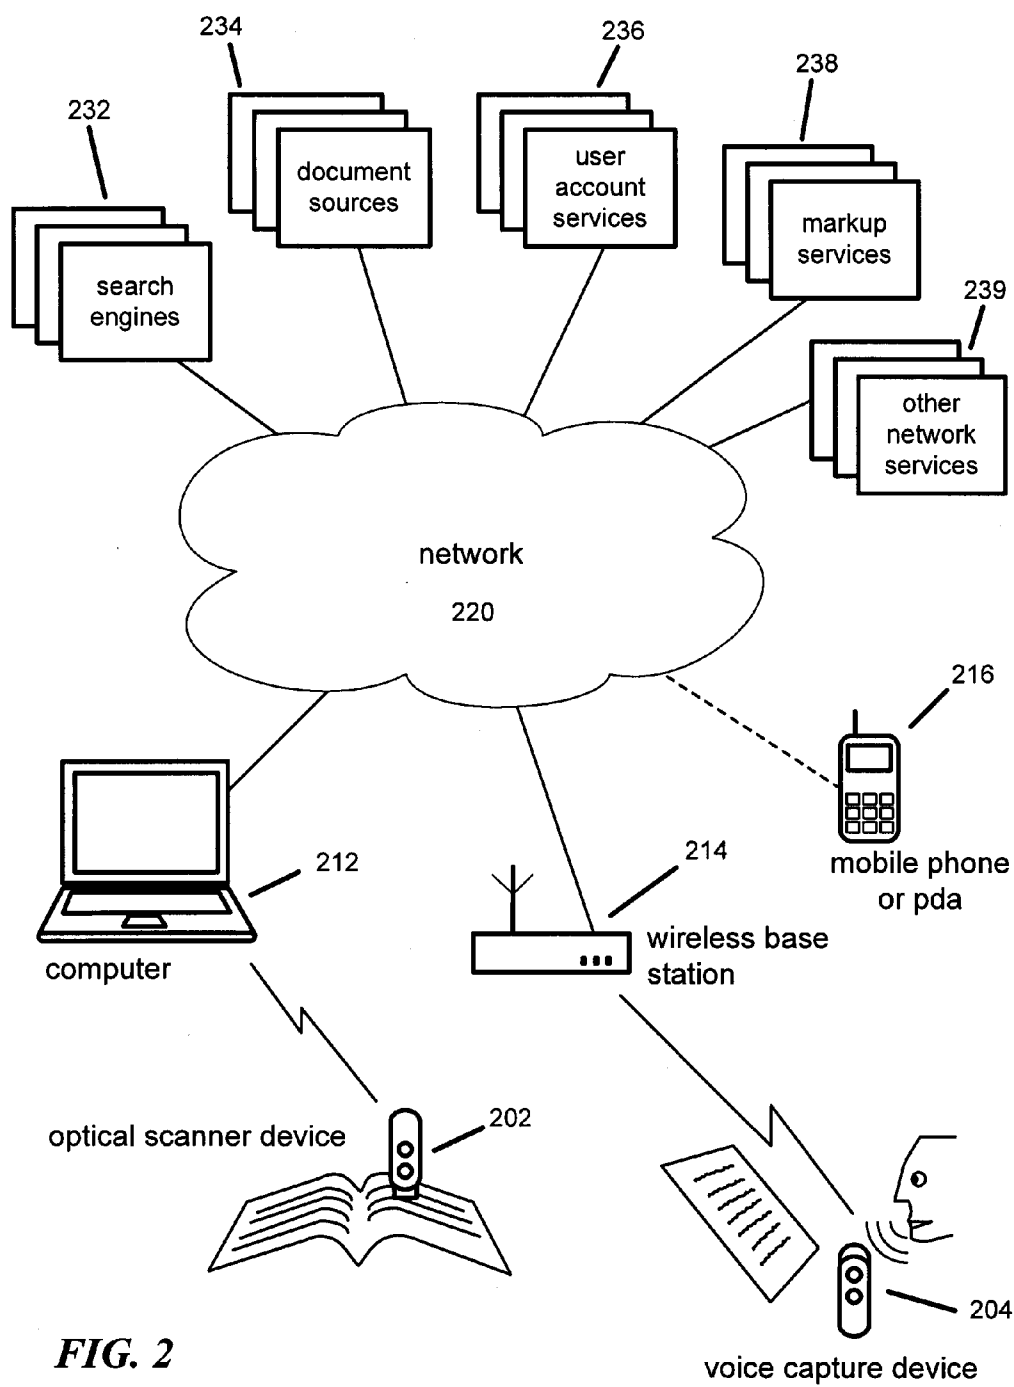 234
236
238
232
document
sources
user
account
services
markup
services
239
search
engines
other
network
services
network
220
216
mobile phone
or pda
212
214
computer
wireless base
station
optical scanner device
202
204
FIG. 2
voice capture device